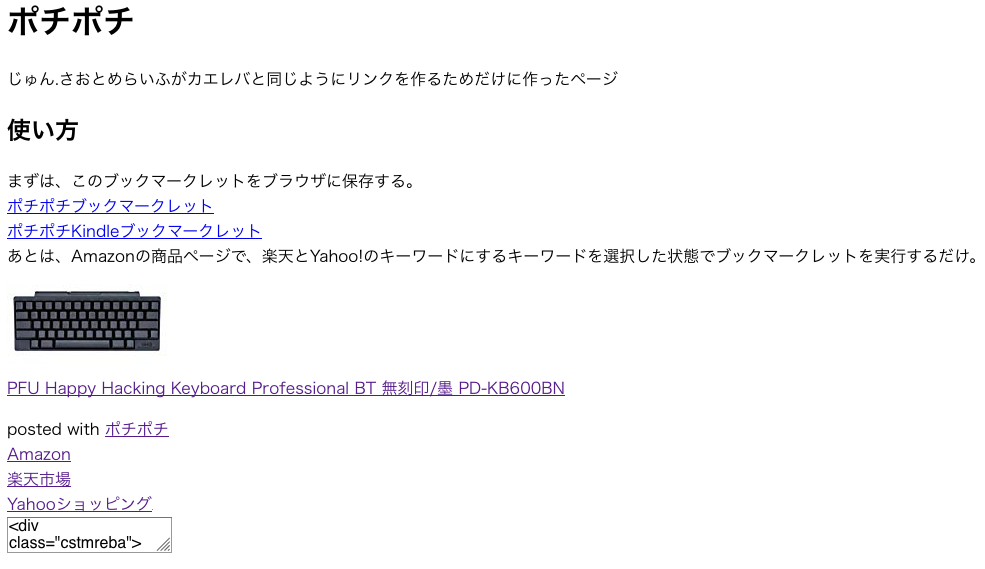 ポチポチ
じゅん.さおとめらいふがカエレバと同じようにリンクを作るためだけに作ったページ
使い方
まずは、このブックマークレットをブラウザに保存する。
ポチポチブックマークレット
ポチポチKindleブックマークレット
あとは、Amazonの商品ページで、楽天とYahoo!のキーワードにするキーワードを選択した状態でブックマークレットを実行するだけ。
PFU Happy Hacking Keyboard Professional BT 無刻印/墨 PD-KB600BN
posted with ポチポチ
Amazon
楽天市場
Yahooショッピング
<div
class="cstmreba">